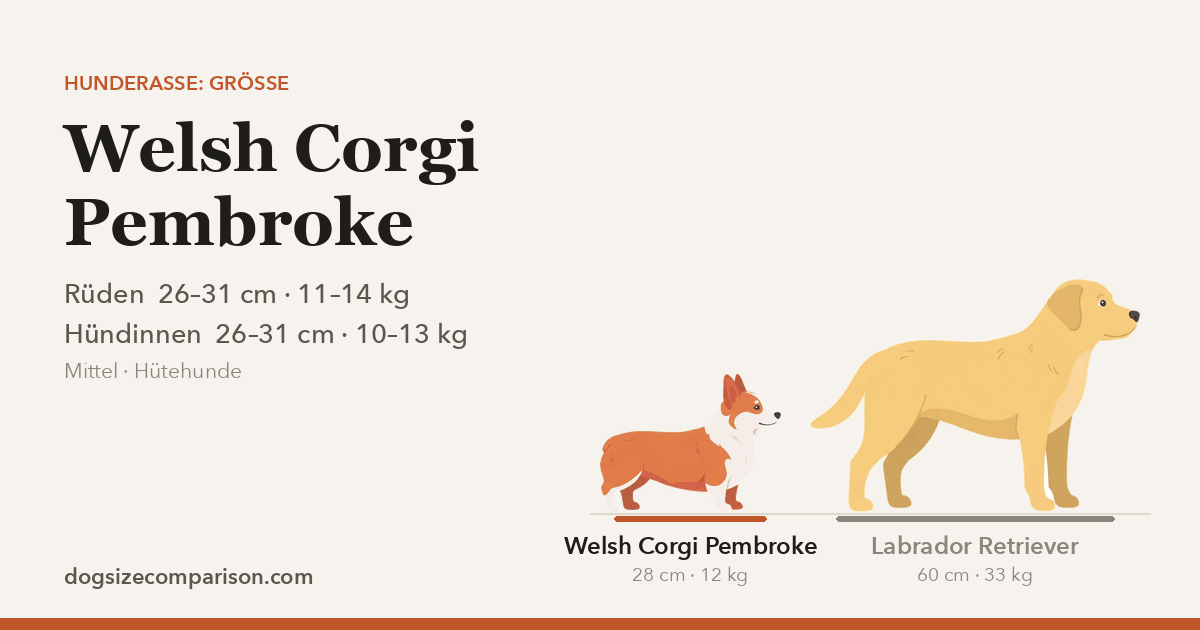 HUNDERASSE: GRÖSSE
Welsh Corgi
Pembroke
Rüden 26–31 cm · 11–14 kg
Hündinnen 26–31 cm · 10–13 kg
Mittel · Hütehunde
Welsh Corgi Pembroke
28 cm · 12 kg
Labrador Retriever
60 cm · 33 kg
dogsizecomparison.com